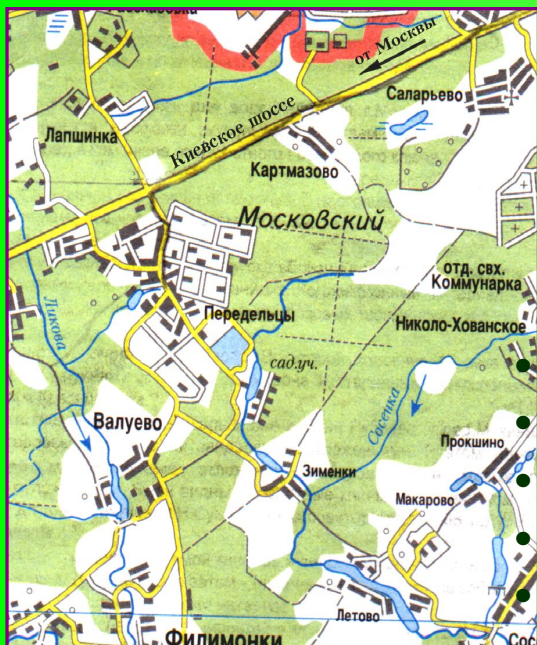 от Москвы
Саларьево
Киевское шоссе
Лапшинка
Картмазово
Московский
отд. свх.
Коммунарка
Ликова
Передельцы
Николо-Хованское
сад.уч.
Сосенка
Валуево
Прокшино
Зименки
Макарово
Летово
Филимонки